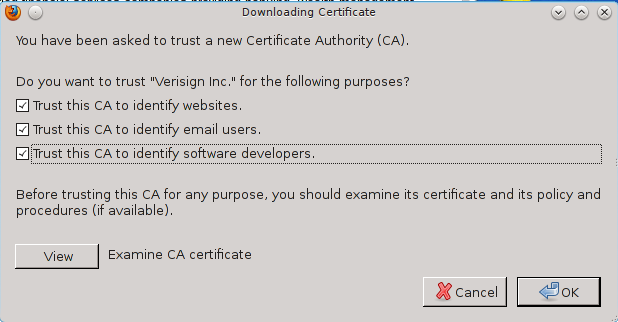 Downloading Certificate
You have been asked to trust a new Certificate Authority (CA).
Do you want to trust "Verisign Inc." for the following purposes?
Trust this CA to identify websites.
Trust this CA to identify email users.
Trust this CA to identify software developers.
Before trusting this CA for any purpose, you should examine its certificate and its policy and
procedures (if available).
View Examine CA certificate
Cancel OK